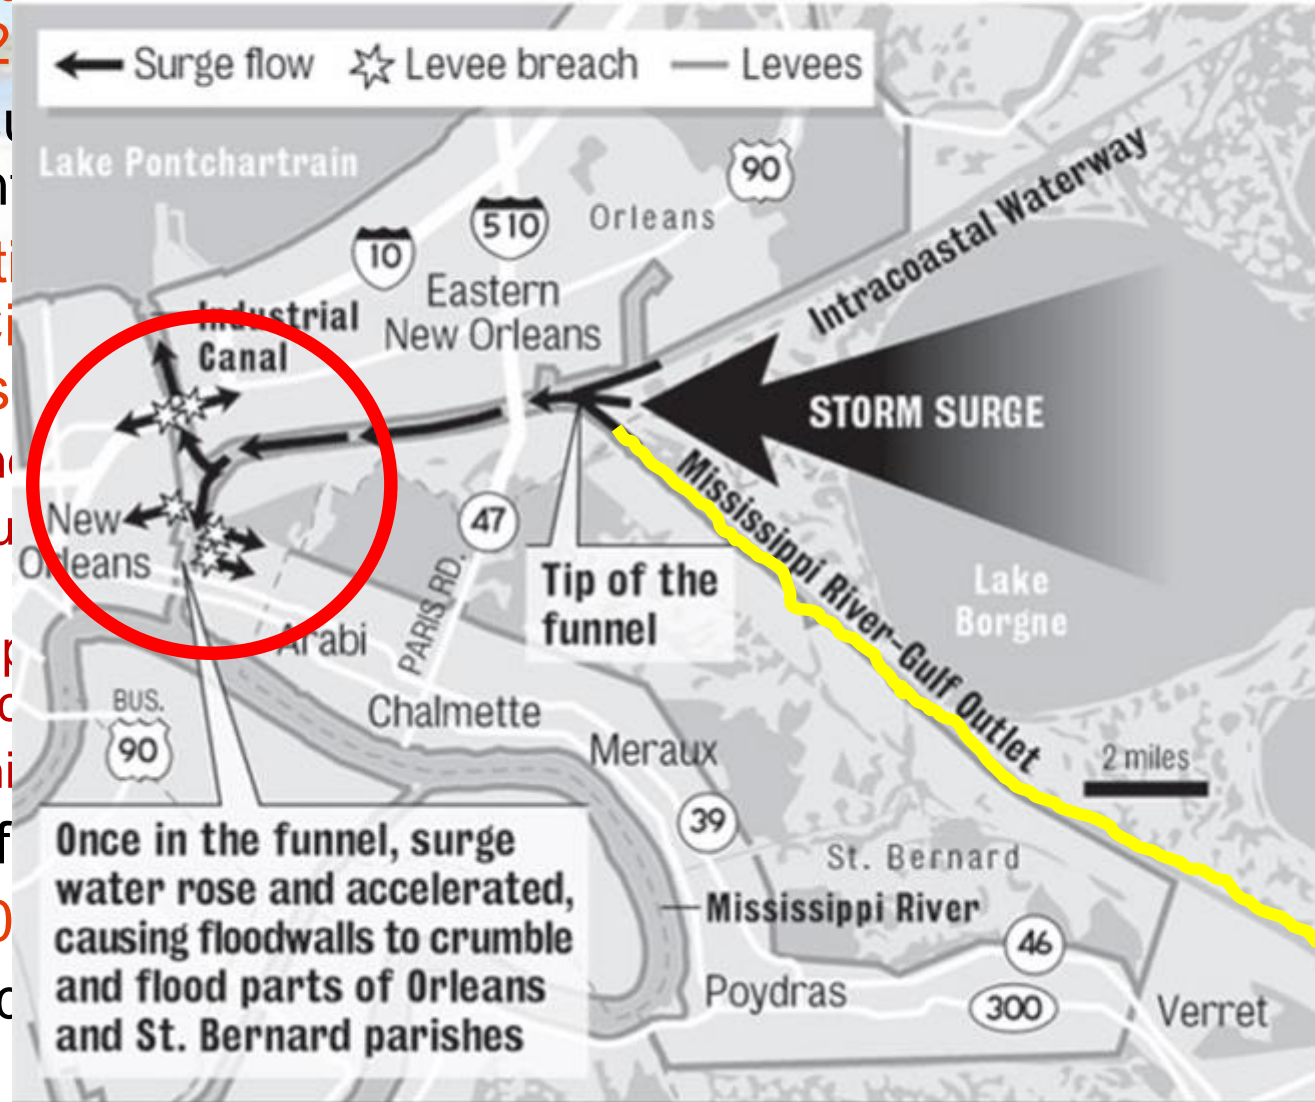 Surge flow Levee breach Levees
Lake Pontchartrain
90
Orleans
510
10
Intracoastal Waterway
Eastern
New Orleans
Industrial
Canal
STORM SURGE
Mississippi River–Gulf Outlet
47
New
Orleans
PARIS RD.
Tip of the
funnel
Lake
Borgne
Arabi
Chalmette
BUS.
90
Meraux
2 miles
39
St. Bernard
Mississippi River
46
Poydras
300
Verret
Once in the funnel, surge
water rose and accelerated,
causing floodwalls to crumble
and flood parts of Orleans
and St. Bernard parishes